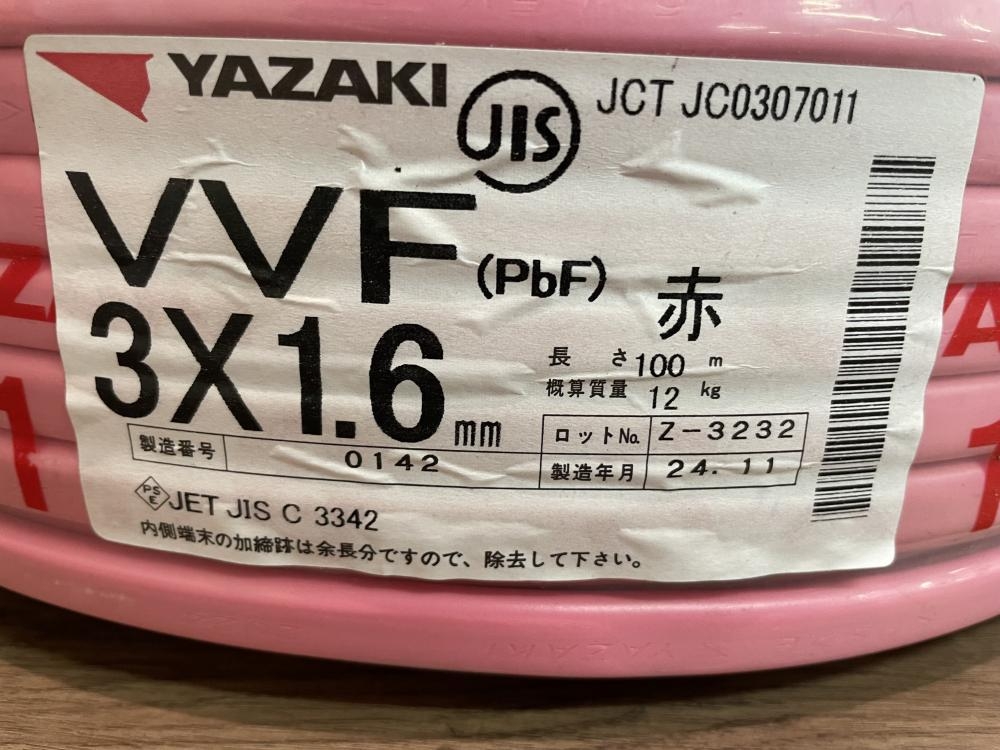 YAZAKI
JIS
JCT JC0307011
VVF (PbF) 赤
3X1.6mm
長 さ 100 m
概算質量 12 kg
ロットNo. Z-3232
製造番号 0142
製造年月 24.11
PSE JET JIS C 3342
内側端末の加締跡は余長分ですので、除去して下さい。
YAZAKI